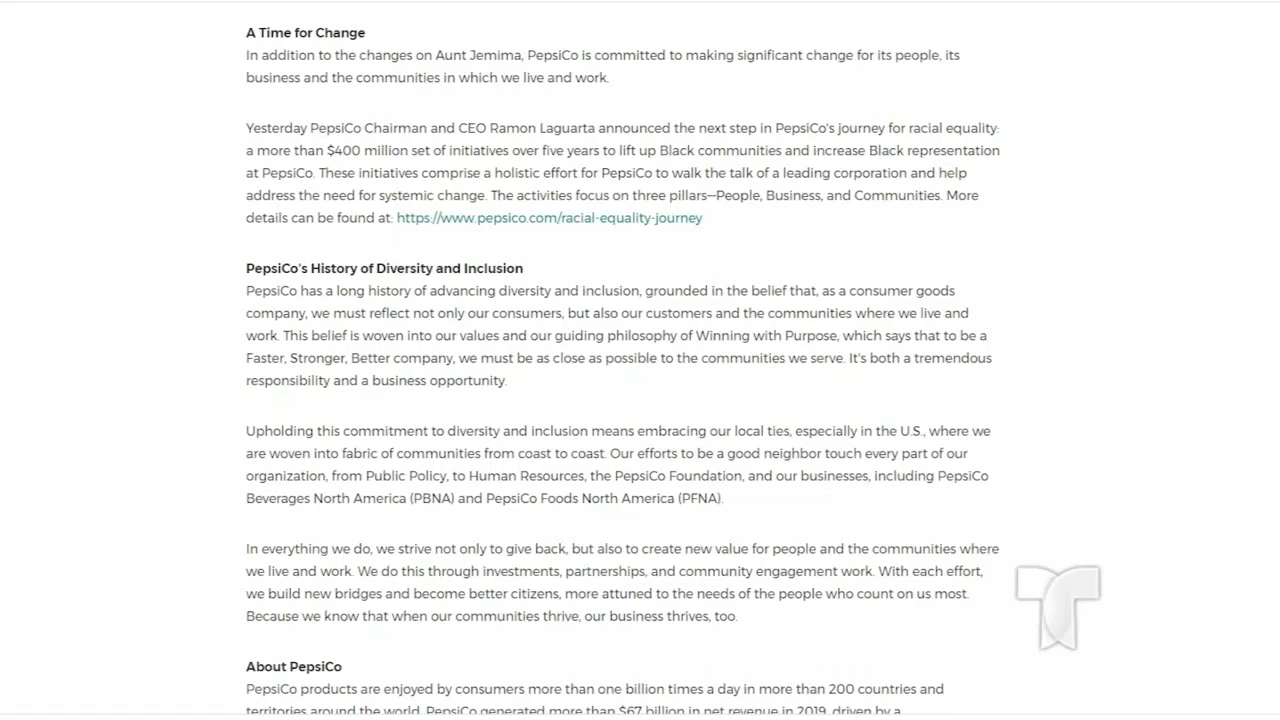 A Time for Change
In addition to the changes on Aunt Jemima, PepsiCo is committed to making significant change for its people, its
business and the communities in which we live and work.
Yesterday PepsiCo Chairman and CEO Ramon Laguarta announced the next step in PepsiCo's journey for racial equality:
a more than $400 million set of initiatives over five years to lift up Black communities and increase Black representation
at PepsiCo. These initiatives comprise a holistic effort for PepsiCo to walk the talk of a leading corporation and help
address the need for systemic change. The activities focus on three pillars—People, Business, and Communities. More
details can be found at: https://www.pepsico.com/racial-equality-journey
PepsiCo's History of Diversity and Inclusion
PepsiCo has a long history of advancing diversity and inclusion, grounded in the belief that, as a consumer goods
company, we must reflect not only our consumers, but also our customers and the communities where we live and
work. This belief is woven into our values and our guiding philosophy of Winning with Purpose, which says that to be a
Faster, Stronger, Better company, we must be as close as possible to the communities we serve. It's both a tremendous
responsibility and a business opportunity.
Upholding this commitment to diversity and inclusion means embracing our local ties, especially in the U.S., where we
are woven into fabric of communities from coast to coast. Our efforts to be a good neighbor touch every part of our
organization, from Public Policy, to Human Resources, the PepsiCo Foundation, and our businesses, including PepsiCo
Beverages North America (PBNA) and PepsiCo Foods North America (PFNA).
In everything we do, we strive not only to give back, but also to create new value for people and the communities where
we live and work. We do this through investments, partnerships, and community engagement work. With each effort,
we build new bridges and become better citizens, more attuned to the needs of the people who count on us most.
Because we know that when our communities thrive, our business thrives, too.
About PepsiCo
PepsiCo products are enjoyed by consumers more than one billion times a day in more than 200 countries and
territories around the world. PepsiCo generated more than $67 billion in net revenue in 2019, driven by a